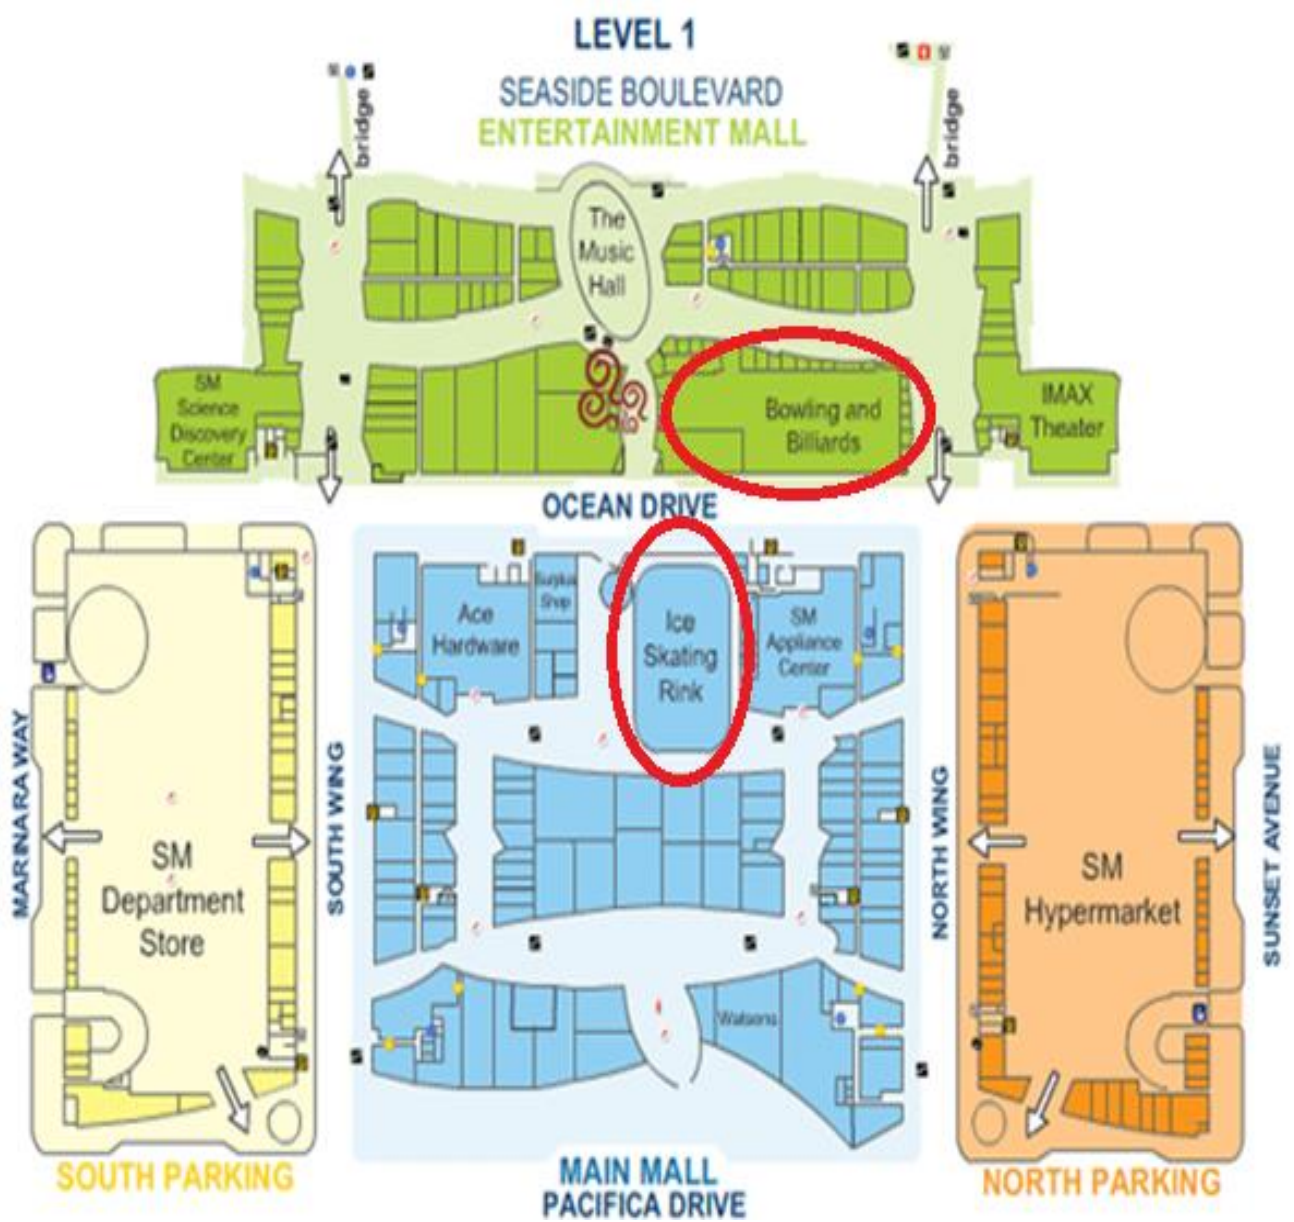 LEVEL 1
SEASIDE BOULEVARD
ENTERTAINMENT MALL
bridge
bridge
The
Music
Hall
SM
Science
Discovery
Center
Bowling and
Billiards
IMAX
Theater
OCEAN DRIVE
Ace
Hardware
Surplus
Shop
Ice
Skating
Rink
SM
Appliance
Center
MARINARA WAY
SM
Department
Store
SOUTH WING
NORTH WING
SM
Hypermarket
SUNSET AVENUE
Watsons
SOUTH PARKING
MAIN MALL
PACIFICA DRIVE
NORTH PARKING